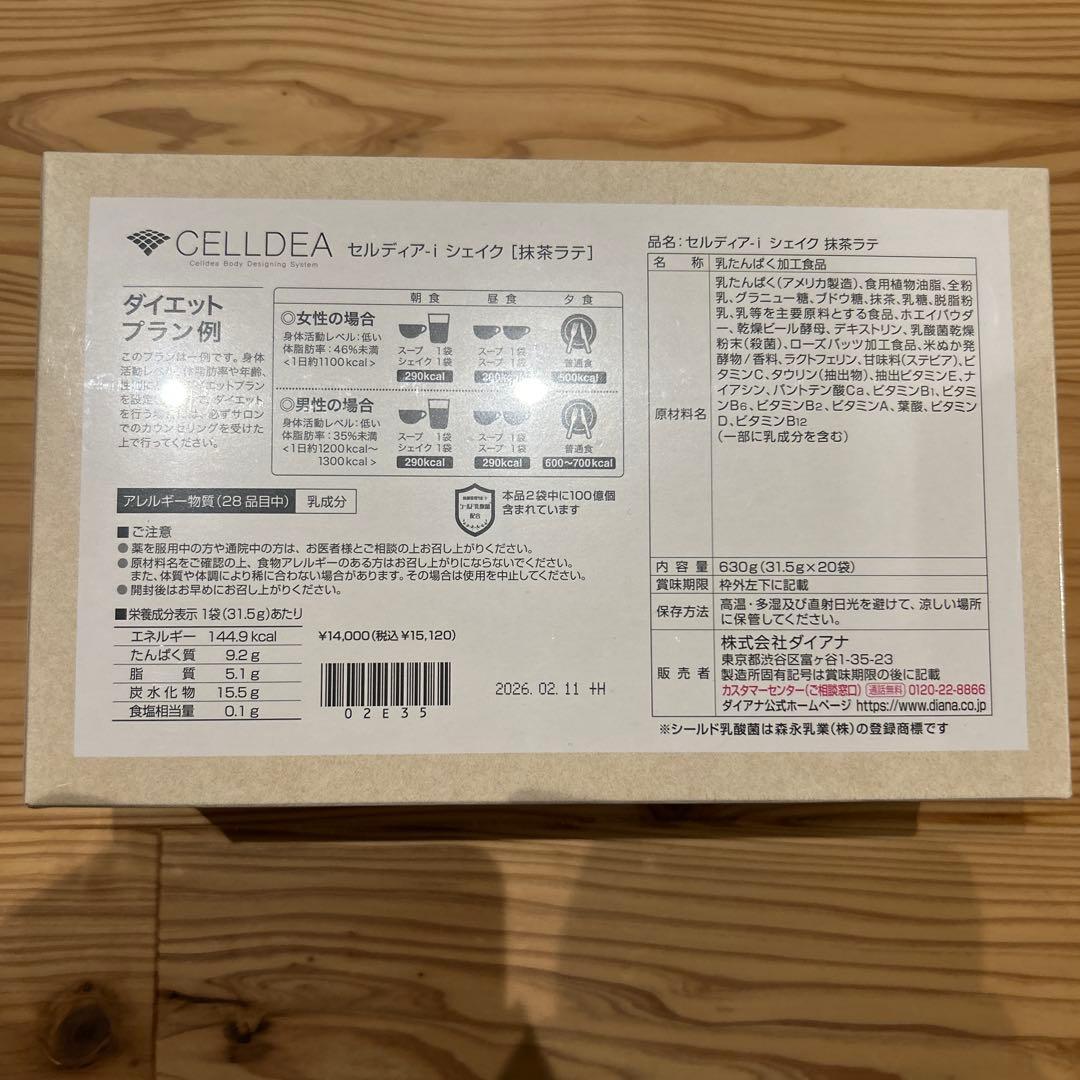 CELLDEA
Celldea Body Designing System
セルディア-i シェイク [抹茶ラテ]
ダイエット
プラン例
このプランは一例です。身体
活動レベル、体脂肪率や年齢、
ダイエットプラン
を設定
を行う場合には、必ずサロン
でのカウンセリングを受けた
上で行ってください。
朝食 昼食 夕食
◎女性の場合
身体活動レベル:低い
体脂肪率:46%未満
<1日約1100kcal>
スープ 1袋
シェイク 1袋
290kcal
スープ 1袋
スープ 1袋
普通食
500kcal
◎男性の場合
身体活動レベル:低い
体脂肪率:35%未満
<1日約1200kcal〜
1300kcal>
スープ 1袋
シェイク 1袋
290kcal
スープ 1袋
スープ 1袋
290kcal
普通食
600〜700kcal
アレルギー物質(28品目中) 乳成分
シールド乳酸菌
配合
本品2袋中に100億個
含まれています
■ご注意
●薬を服用中の方や通院中の方は、お医者様とご相談の上お召し上がりください。
●原材料名をご確認の上、食物アレルギーのある方はお召し上がりにならないでください。
また、体質や体調により稀に合わない場合があります。その場合は使用を中止してください。
●開封後はお早めにお召し上がりください。
■栄養成分表示 1袋(31.5g)あたり
エネルギー 144.9kcal
たんぱく質 9.2g
脂質 5.1g
炭水化物 15.5g
食塩相当量 0.1g
¥14,000(税込¥15,120)
02E35
2026.02.11 +H
品名:セルディア-i シェイク 抹茶ラテ
名称 乳たんぱく加工食品
原材料名
乳たんぱく(アメリカ製造)、食用植物油脂、全粉
乳、グラニュー糖、ブドウ糖、抹茶、乳糖、脱脂粉
乳、乳等を主要原料とする食品、ホエイパウダ
ー、乾燥ビール酵母、デキストリン、乳酸菌乾燥
粉末(殺菌)、ローズバッツ加工食品、米ぬか発
酵物/香料、ラクトフェリン、甘味料(ステビア)、ビ
タミンC、タウリン(抽出物)、抽出ビタミンE、ナ
イアシン、パントテン酸Ca、ビタミンB1、ビタミ
ンB6、ビタミンB2、ビタミンA、葉酸、ビタミン
D、ビタミンB12
(一部に乳成分を含む)
内容量 630g(31.5g×20袋)
賞味期限 枠外左下に記載
保存方法 高温・多湿及び直射日光を避けて、涼しい場所
に保管してください。
販売者
株式会社ダイアナ
東京都渋谷区富ヶ谷1-35-23
製造所固有記号は賞味期限の後に記載
カスタマーセンター(ご相談窓口) 通話無料 0120-22-8866
ダイアナ公式ホームページ https://www.diana.co.jp
※シールド乳酸菌は森永乳業(株)の登録商標です